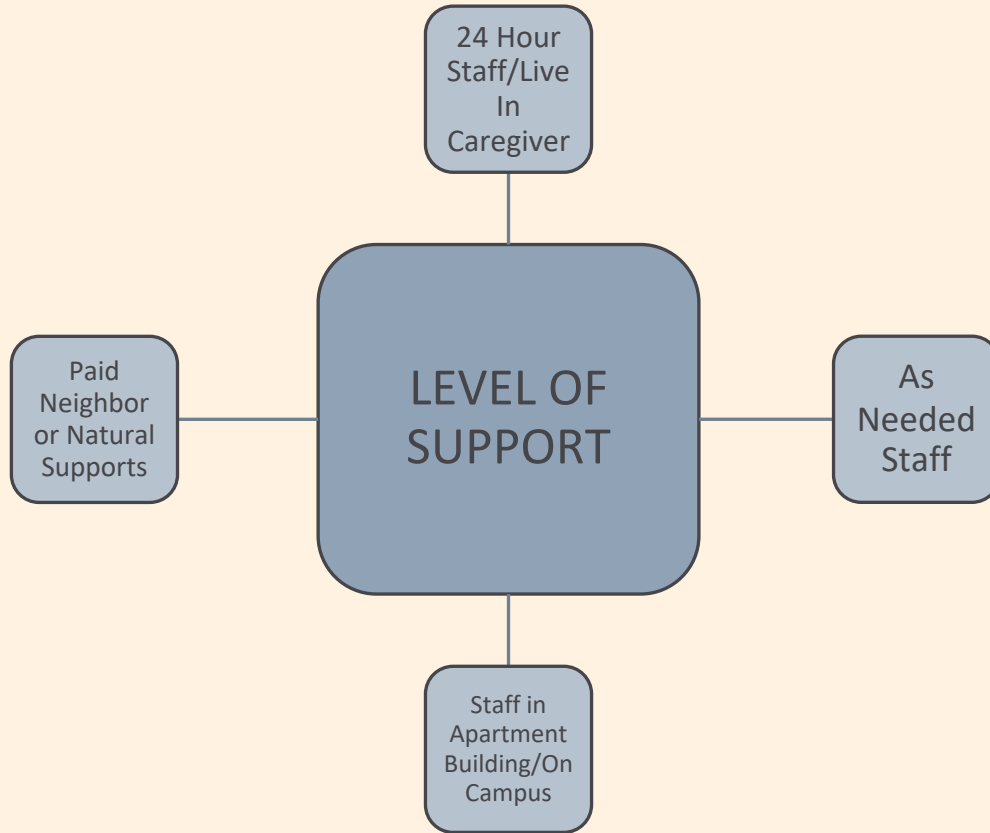 24 Hour
Staff/Live
In
Caregiver
Paid
Neighbor
or Natural
Supports
LEVEL OF
SUPPORT
As
Needed
Staff
Staff in
Apartment
Building/On
Campus